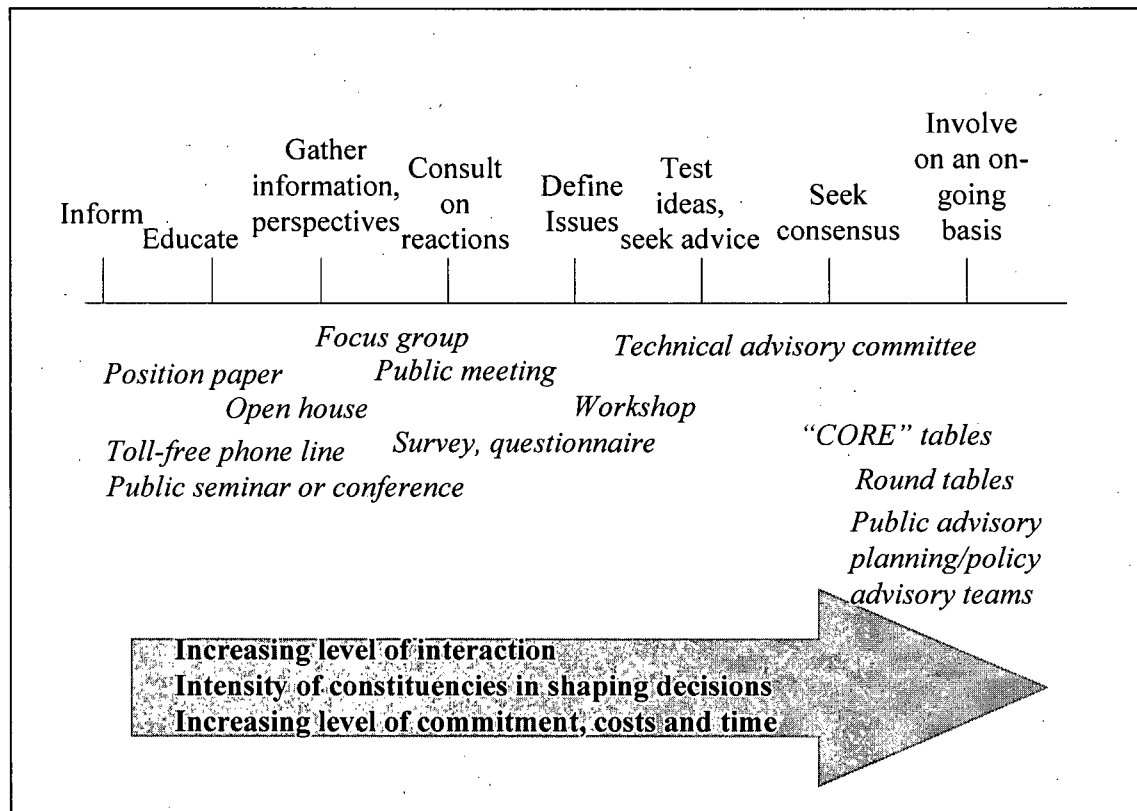 Inform
Educate
Gather
information,
perspectives
Consult
on
reactions
Define
Issues
Test
ideas,
seek advice
Seek
consensus
Involve
on an on-
going
basis
Focus group
Technical advisory committee
Position paper
Public meeting
Open house
Workshop
Toll-free phone line
Survey, questionnaire
"CORE" tables
Public seminar or conference
Round tables
Public advisory
planning/policy
advisory teams
Increasing level of interaction
Intensity of constituencies in shaping decisions
Increasing level of commitment, costs and time